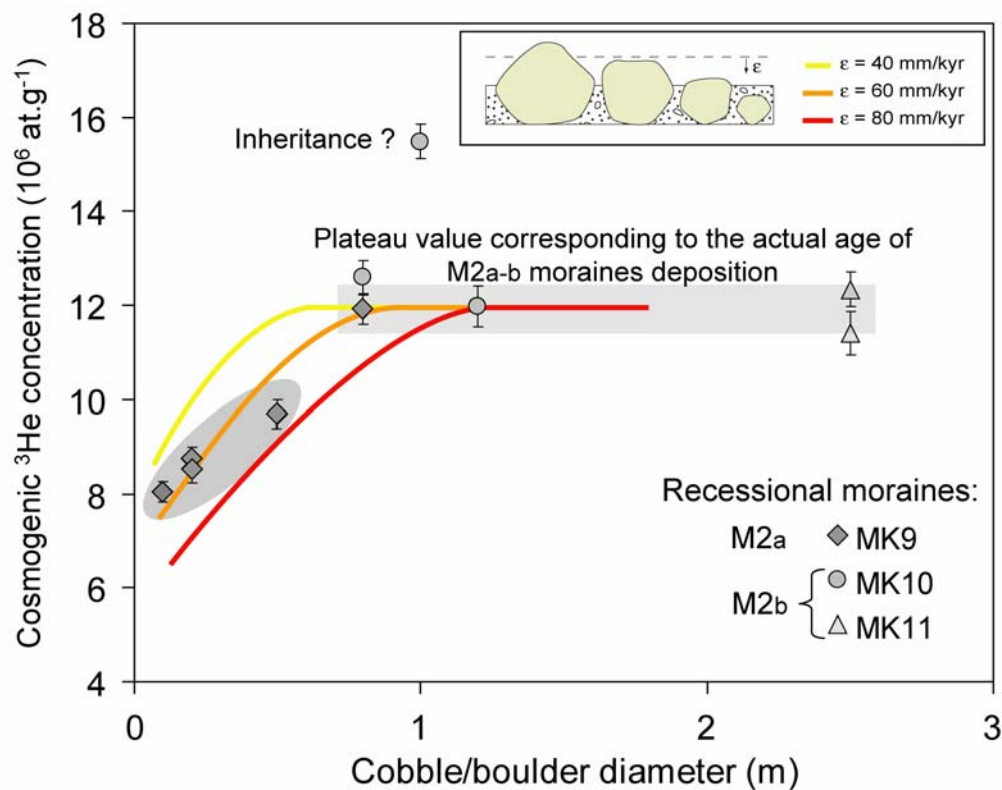 18
16
14
12
10
8
6
4
Cosmogenic ³He concentration (10⁶ at.g⁻¹)
ε
ε = 40 mm/kyr
ε = 60 mm/kyr
ε = 80 mm/kyr
Inheritance ?
Plateau value corresponding to the actual age of
M2a-b moraines deposition
Recessional moraines:
M2a MK9
MK10
M2b
MK11
0 1 2 3
Cobble/boulder diameter (m)